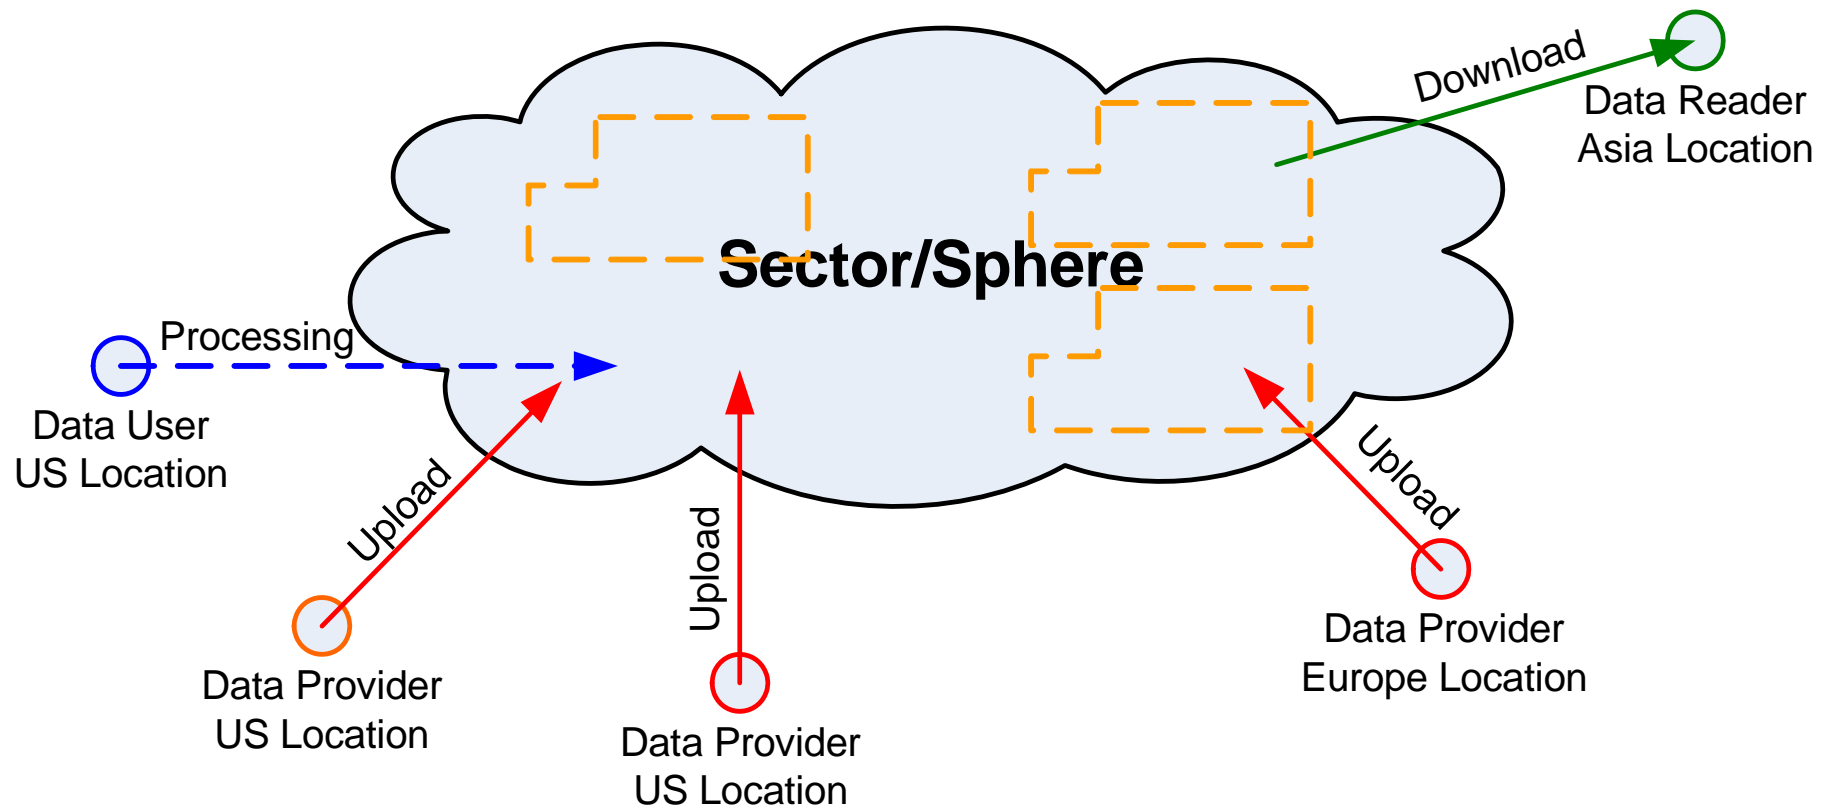 Download
Data Reader
Asia Location
Sector/Sphere
Processing
Data User
US Location
Upload
Upload
Upload
Data Provider
US Location
Data Provider
US Location
Data Provider
Europe Location